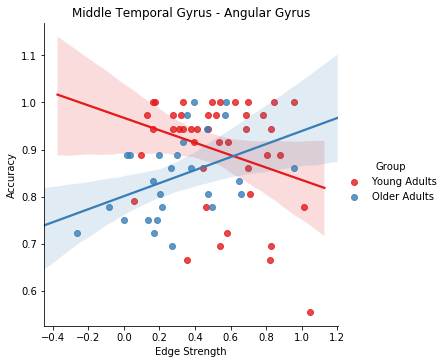 Middle Temporal Gyrus - Angular Gyrus
1.1
1.0
0.9
0.8
0.7
0.6
Accuracy
−0.4 −0.2 0.0 0.2 0.4 0.6 0.8 1.0 1.2
Edge Strength
Group
Young Adults
Older Adults